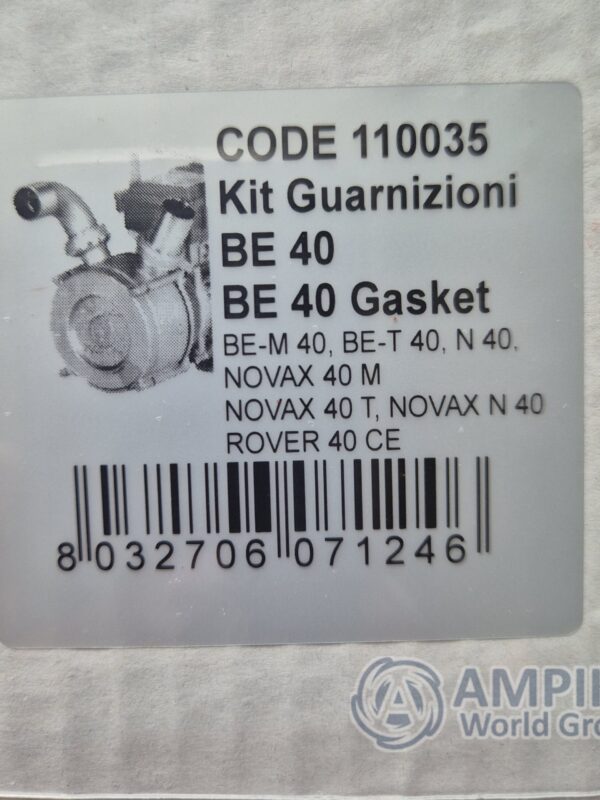 CODE 110035
Kit Guarnizioni
BE 40
BE 40 Gasket
BE-M 40, BE-T 40, N 40,
NOVAX 40 M
NOVAX 40 T, NOVAX N 40
ROVER 40 CE
8 032706 071246
World